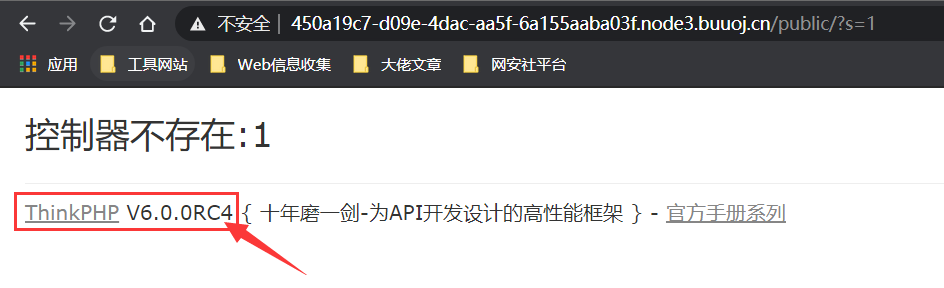 不安全 | 450a19c7-d09e-4dac-aa5f-6a155aaba03f.node3.buuoj.cn/public/?s=1
应用 工具网站 Web信息收集 大佬文章 网安社平台
控制器不存在:1
ThinkPHP V6.0.0RC4 { 十年磨一剑-为API开发设计的高性能框架 } - 官方手册系列